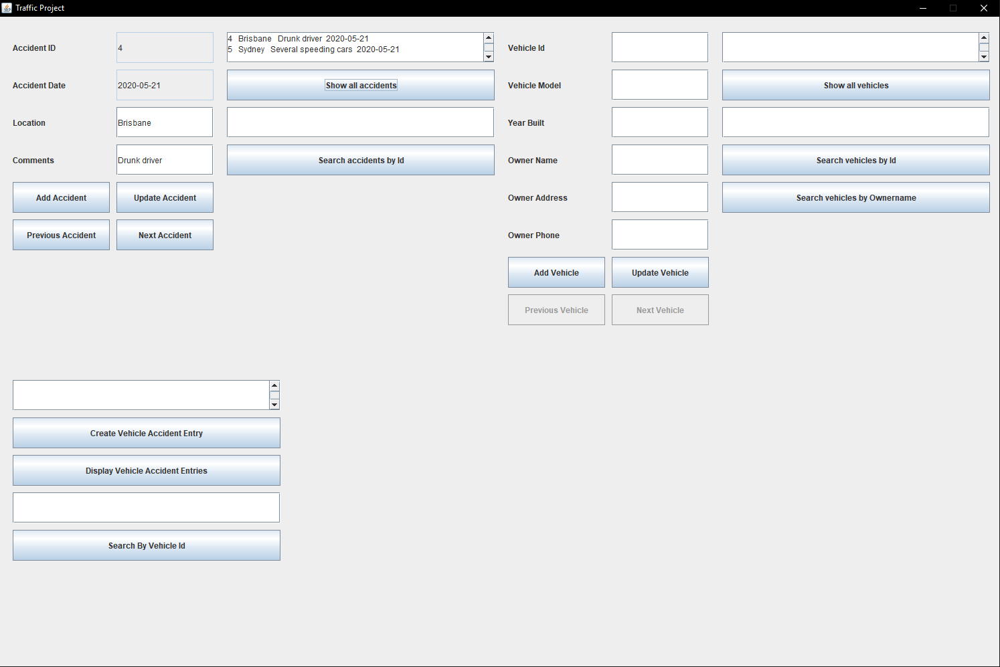 Traffic Project
Accident ID
4
4 Brisbane Drunk driver 2020-05-21
5 Sydney Several speeding cars 2020-05-21
Accident Date
2020-05-21
Show all accidents
Location
Brisbane
Comments
Drunk driver
Search accidents by Id
Add Accident
Update Accident
Previous Accident
Next Accident
Vehicle Id
Vehicle Model
Show all vehicles
Year Built
Owner Name
Search vehicles by Id
Owner Address
Search vehicles by Ownername
Owner Phone
Add Vehicle
Update Vehicle
Previous Vehicle
Next Vehicle
Create Vehicle Accident Entry
Display Vehicle Accident Entries
Search By Vehicle Id